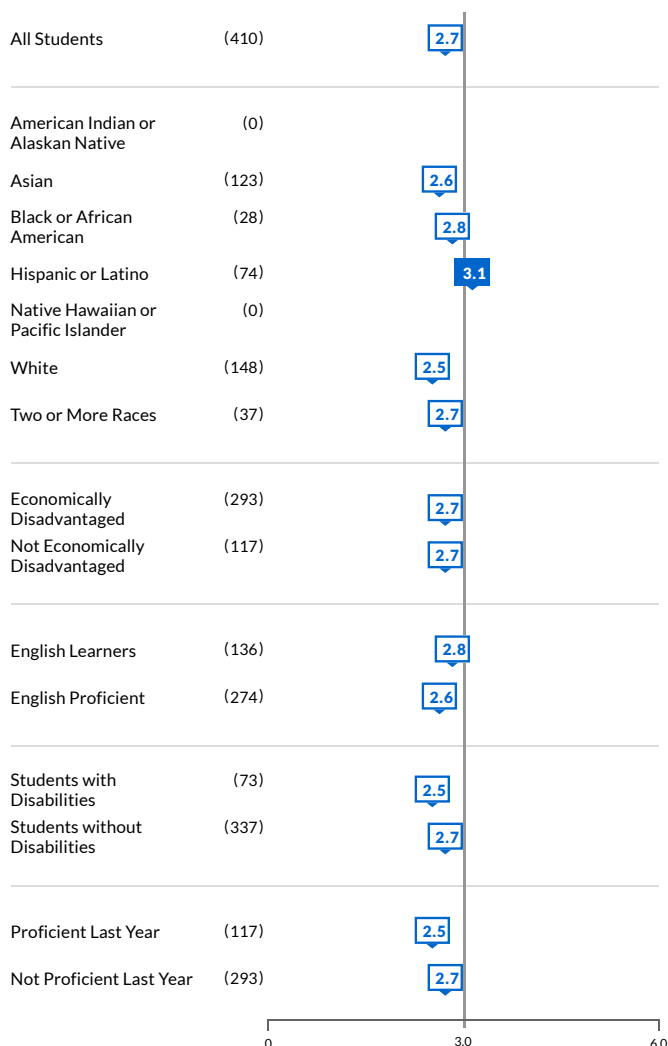 All Students (410) 2.7
American Indian or (0)
Alaskan Native
Asian (123) 2.6
Black or African (28) 2.8
American
Hispanic or Latino (74) 3.1
Native Hawaiian or (0)
Pacific Islander
White (148) 2.5
Two or More Races (37) 2.7
Economically (293) 2.7
Disadvantaged
Not Economically (117) 2.7
Disadvantaged
English Learners (136) 2.8
English Proficient (274) 2.6
Students with (73) 2.5
Disabilities
Students without (337) 2.7
Disabilities
Proficient Last Year (117) 2.5
Not Proficient Last Year (293) 2.7
0 3.0 6.0